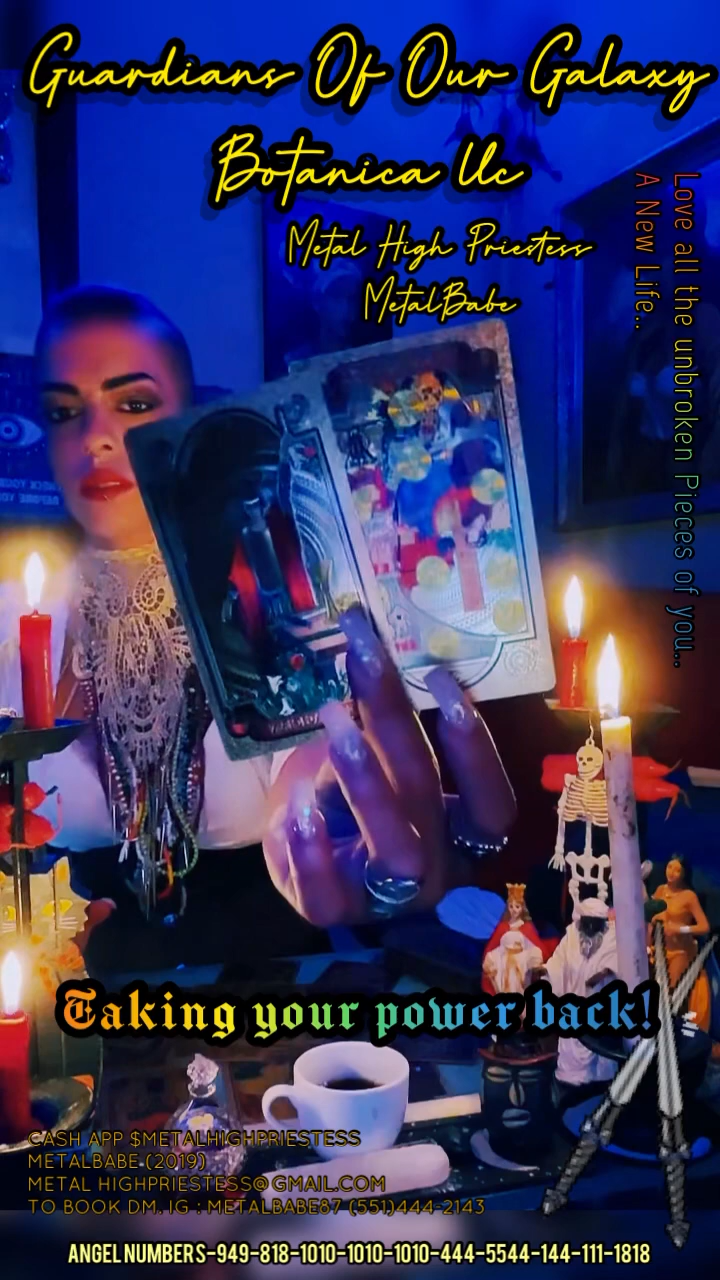 Guardians Of Our Galaxy
Botanica llc
Metal High Priestess
MetalBabe
Love all the unbroken Pieces of you..
A New Life..
Taking your power back!
CASH APP $METALHIGHPRIESTESS
METALBABE (2019)
METAL HIGHPRIESTESS@GMAIL.COM
TO BOOK DM. IG : METALBABE87 (551)444-2143
ANGEL NUMBERS-949-818-1010-1010-1010-444-5544-144-111-1818